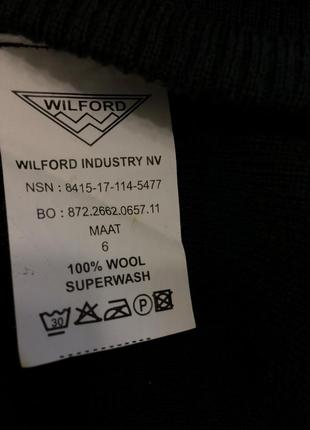 WILFORD
WILFORD INDUSTRY NV
NSN : 8415-17-114-5477
BO : 872.2662.0657.11
MAAT
6
100% WOOL
SUPERWASH
30 P